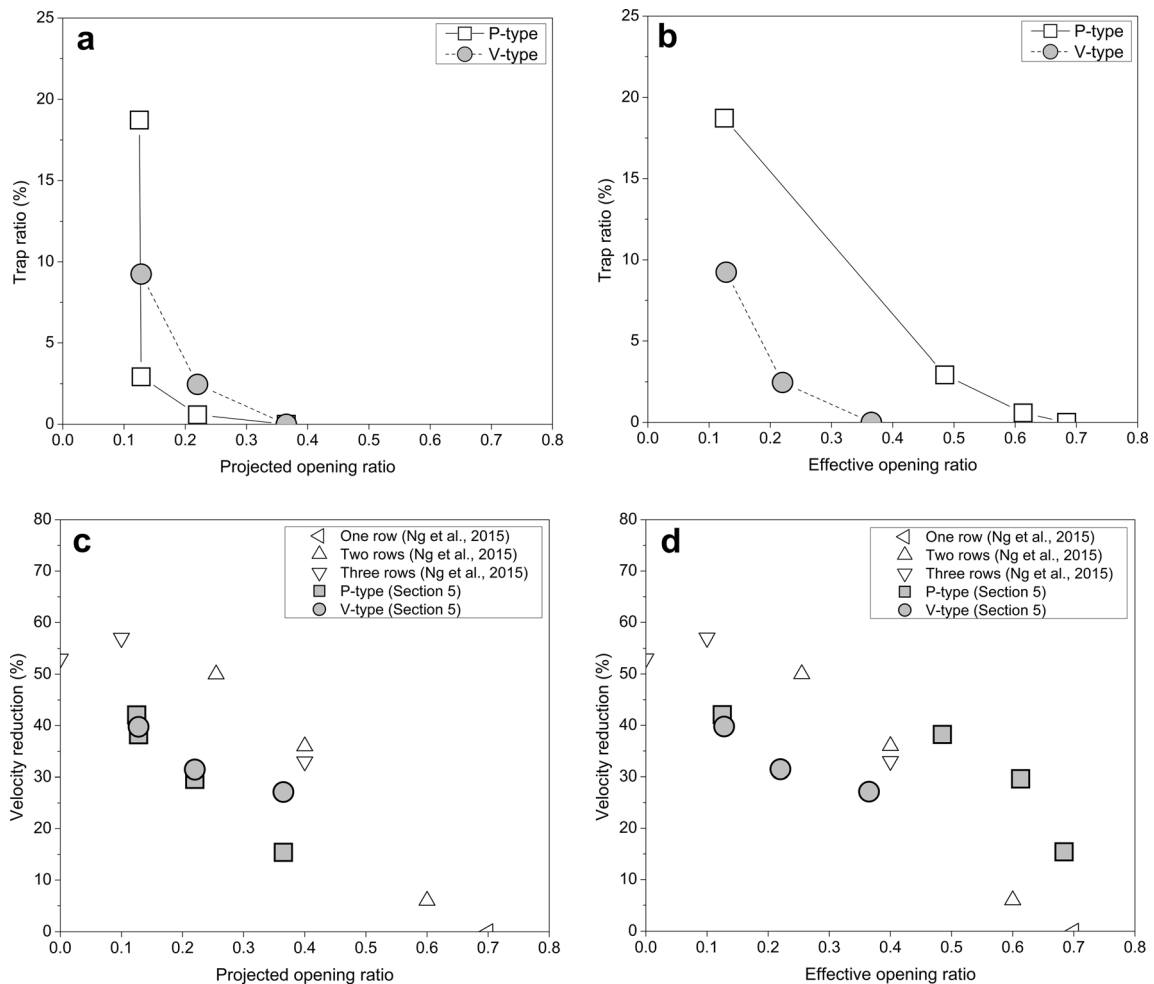 a
P-type
V-type
Trap ratio (%)
25
20
15
10
5
0
0.0 0.1 0.2 0.3 0.4 0.5 0.6 0.7 0.8
Projected opening ratio
b
P-type
V-type
Trap ratio (%)
25
20
15
10
5
0
0.0 0.1 0.2 0.3 0.4 0.5 0.6 0.7 0.8
Effective opening ratio
c
One row (Ng et al., 2015)
Two rows (Ng et al., 2015)
Three rows (Ng et al., 2015)
P-type (Section 5)
V-type (Section 5)
Velocity reduction (%)
80
70
60
50
40
30
20
10
0
0.0 0.1 0.2 0.3 0.4 0.5 0.6 0.7 0.8
Projected opening ratio
d
One row (Ng et al., 2015)
Two rows (Ng et al., 2015)
Three rows (Ng et al., 2015)
P-type (Section 5)
V-type (Section 5)
Velocity reduction (%)
80
70
60
50
40
30
20
10
0
0.0 0.1 0.2 0.3 0.4 0.5 0.6 0.7 0.8
Effective opening ratio